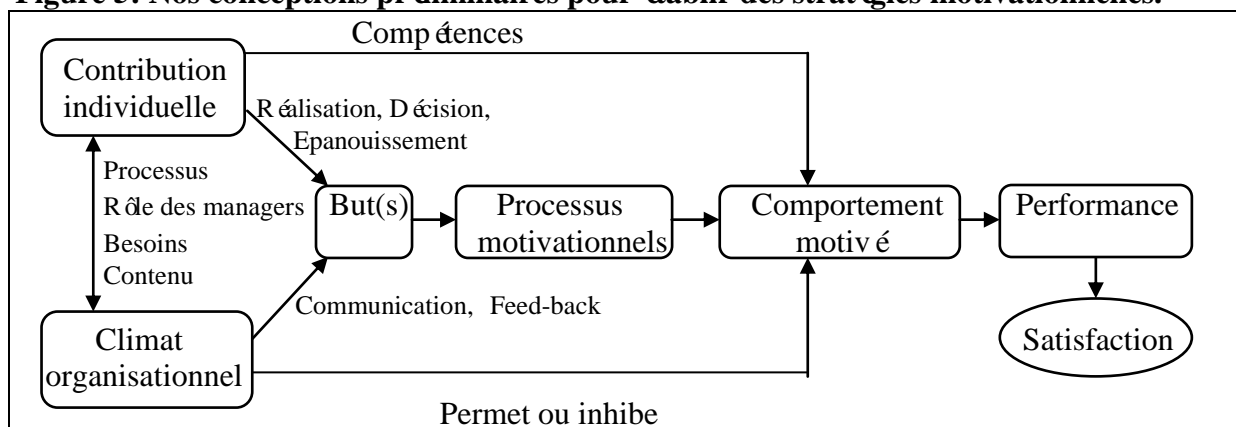 Figure 3: Nos conceptions préliminaires pour établir des stratégies motivationnelles.
Compétences
Contribution
individuelle
Réalisation, Décision,
Epanouissement
Processus
Rôle des managers
Besoins
Contenu
But(s)
Processus
motivationnels
Comportement
motivé
Performance
Communication, Feed-back
Climat
organisationnel
Satisfaction
Permet ou inhibe